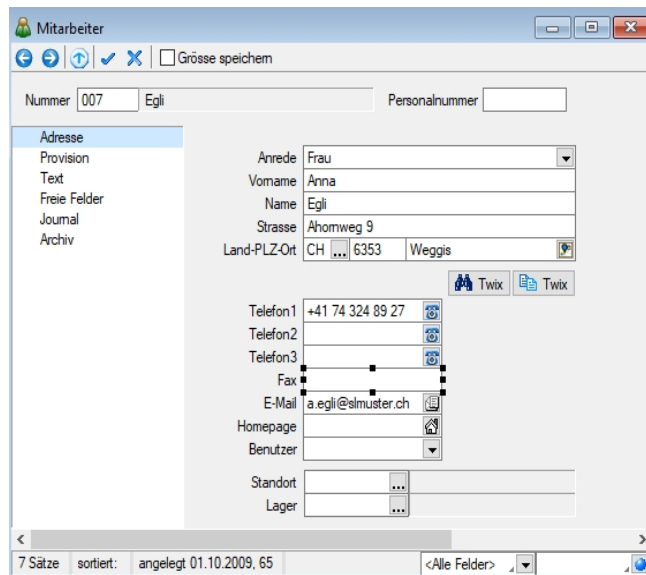 Mitarbeiter
Grösse speichern
Nummer 007 Egli Personalnummer
Adresse
Provision
Text
Freie Felder
Journal
Archiv
Anrede Frau
Vorname Anna
Name Egli
Strasse Ahornweg 9
Land-PLZ-Ort CH ... 6353 Weggis
Twix Twix
Telefon1 +41 74 324 89 27
Telefon2
Telefon3
Fax
E-Mail a.egli@slmuster.ch
Homepage
Benutzer
Standort ...
Lager ...
7 Sätze sortiert: angelegt 01.10.2009, 65 <Alle Felder>